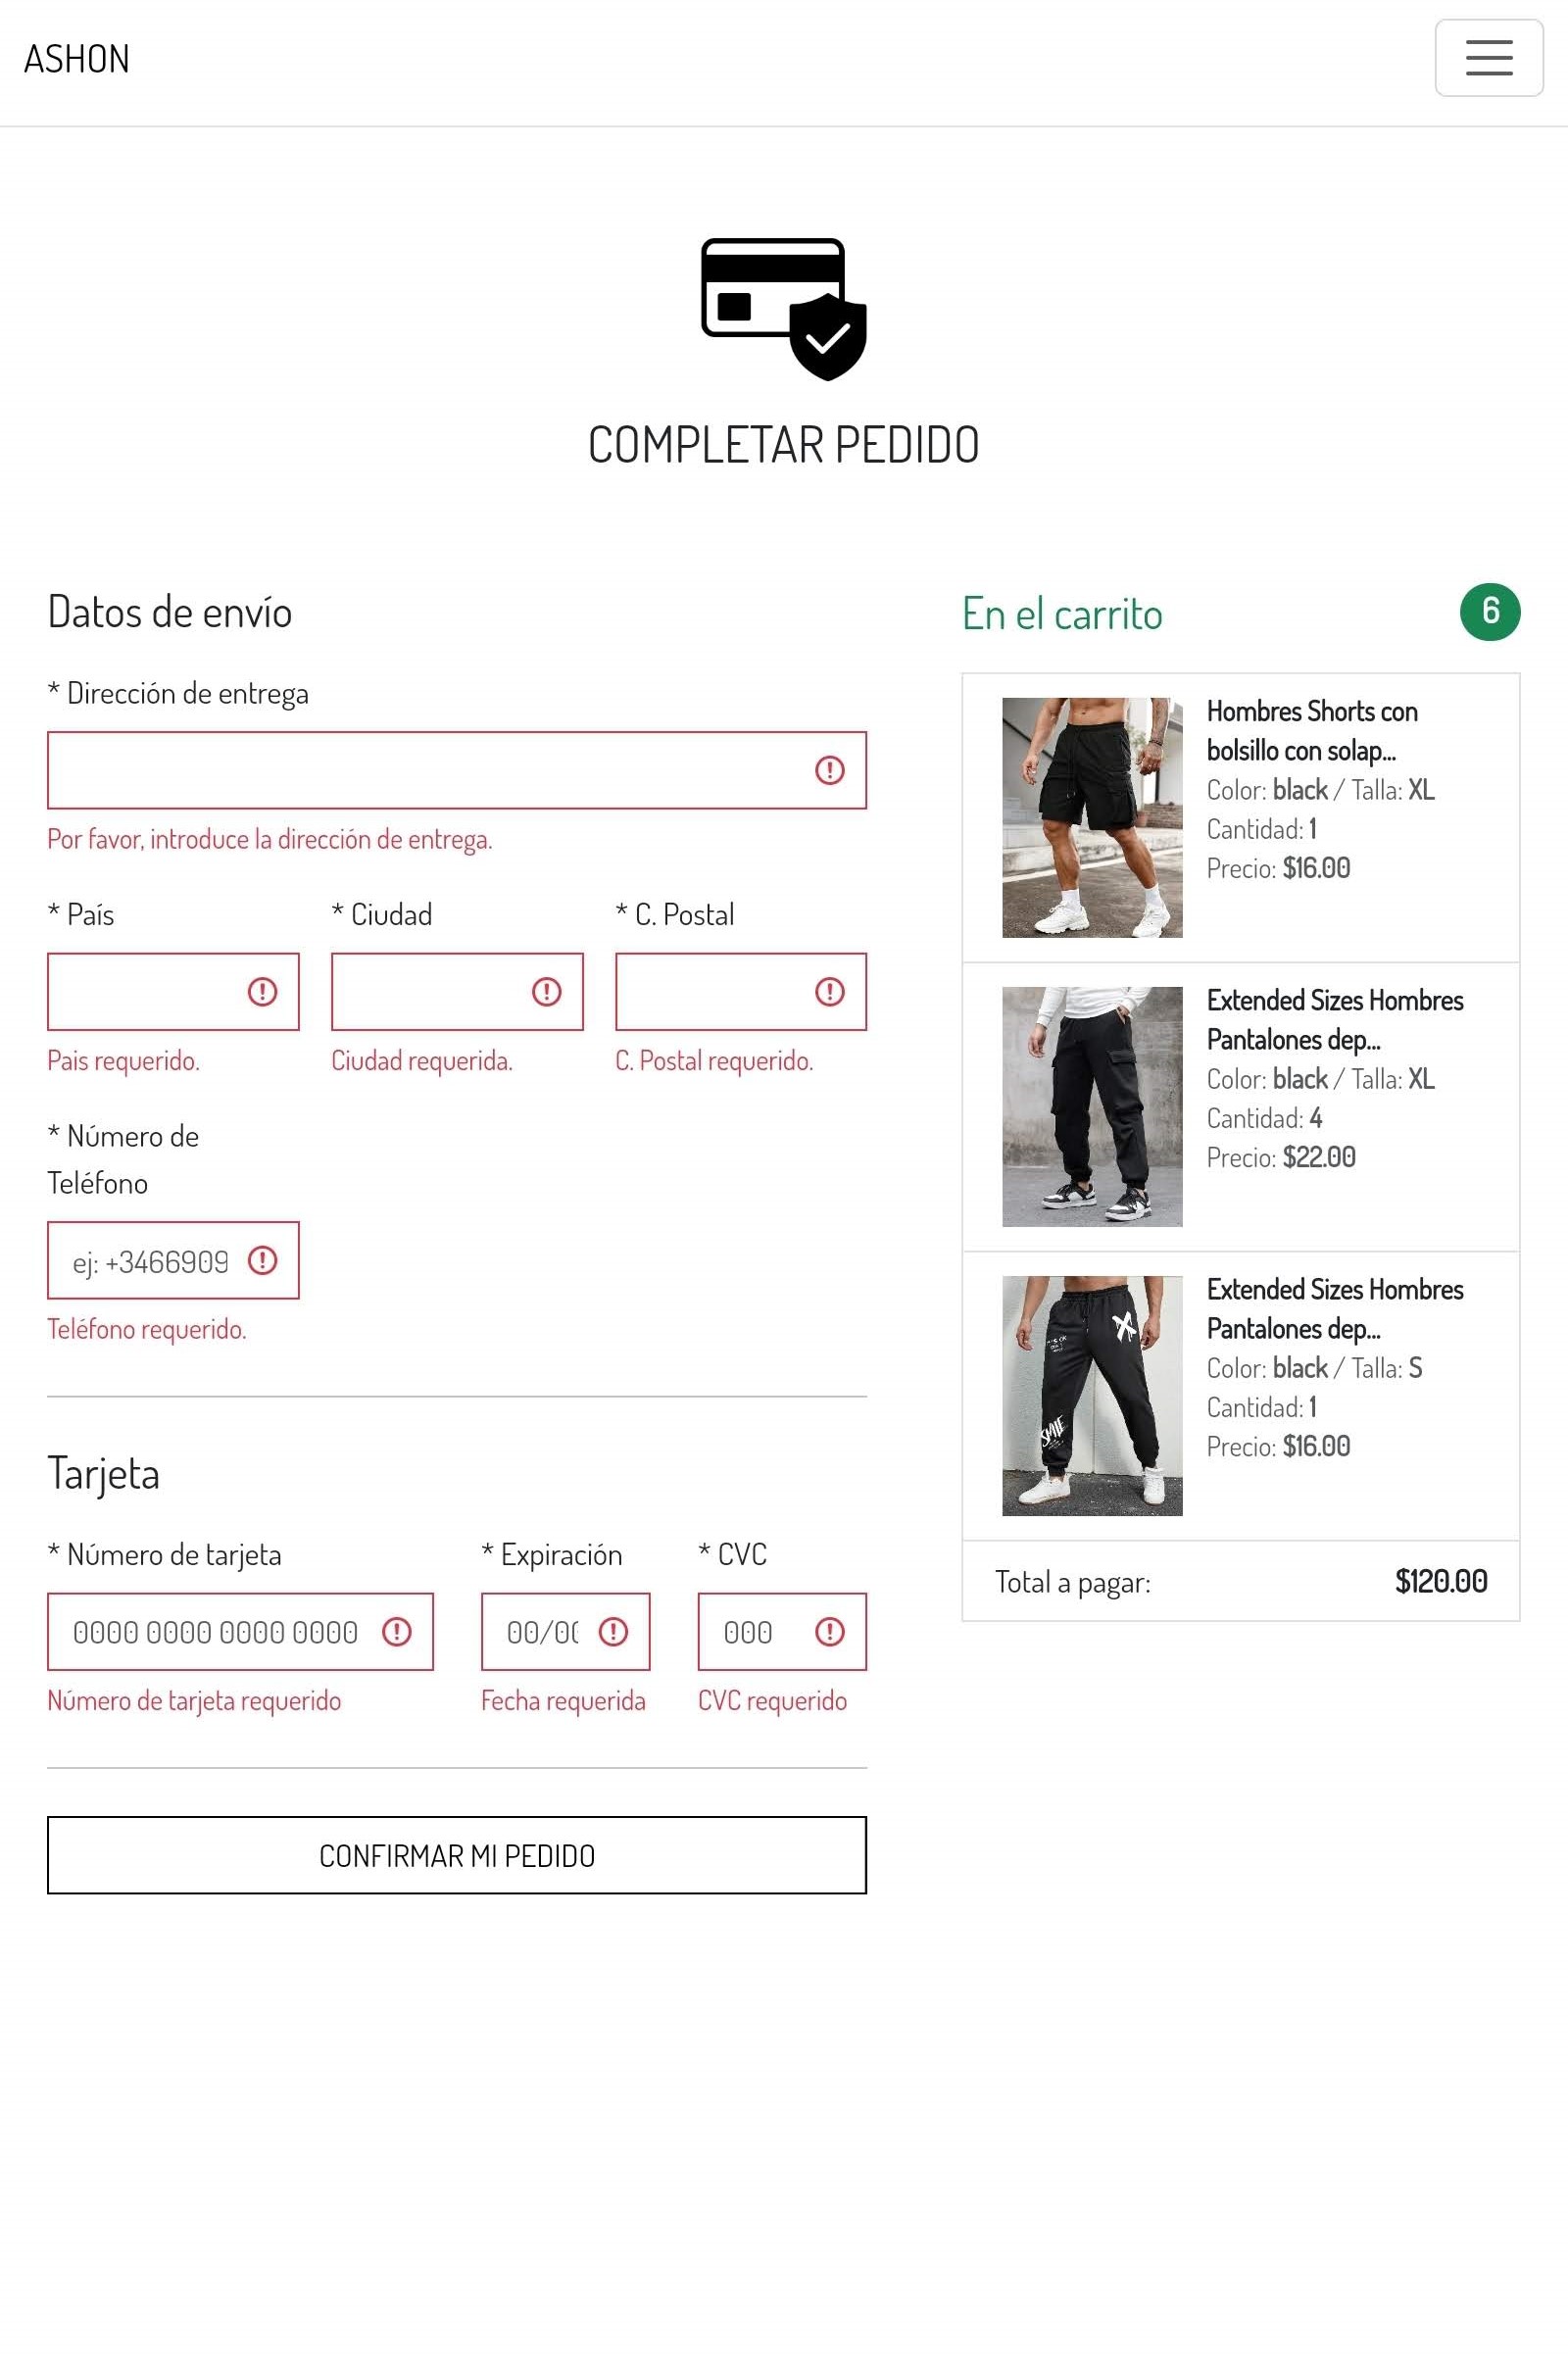 ASHON
COMPLETAR PEDIDO
Datos de envío
* Dirección de entrega
Por favor, introduce la dirección de entrega.
* País
* Ciudad
* C. Postal
Pais requerido.
Ciudad requerida.
C. Postal requerido.
* Número de
Teléfono
ej: +3466909
Teléfono requerido.
Tarjeta
* Número de tarjeta
* Expiración
* CVC
0000 0000 0000 0000
00/00
000
Número de tarjeta requerido
Fecha requerida
CVC requerido
CONFIRMAR MI PEDIDO
En el carrito
6
Hombres Shorts con
bolsillo con solap...
Color: black / Talla: XL
Cantidad: 1
Precio: $16.00
Extended Sizes Hombres
Pantalones dep...
Color: black / Talla: XL
Cantidad: 4
Precio: $22.00
Extended Sizes Hombres
Pantalones dep...
Color: black / Talla: S
Cantidad: 1
Precio: $16.00
Total a pagar:
$120.00